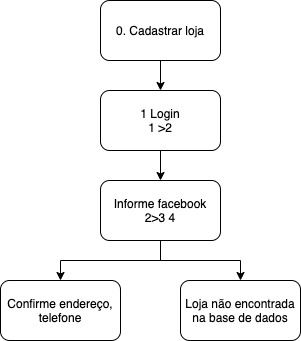 0. Cadastrar loja
1 Login
1 >2
Informe facebook
2>3 4
Confirme endereço,
telefone
Loja não encontrada
na base de dados